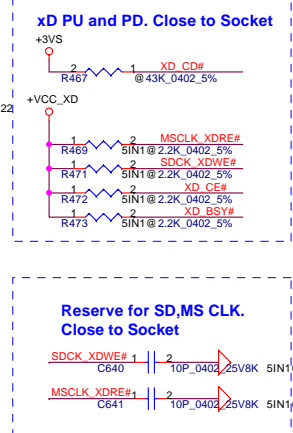 xD PU and PD. Close to Socket
+3VS
2 1 XD_CD#
R467 @ 43K_0402_5%
22
+VCC_XD
1 2 MSCLK_XDRE#
R469 5IN1@ 2.2K_0402_5%
1 2 SDCK_XDWE#
R471 5IN1@ 2.2K_0402_5%
1 2 XD_CE#
R472 5IN1@ 2.2K_0402_5%
1 2 XD_BSY#
R473 5IN1@ 2.2K_0402_5%
Reserve for SD,MS CLK.
Close to Socket
SDCK_XDWE# 1 2
C640 10P_0402_25V8K 5IN1
MSCLK_XDRE# 1 2
C641 10P_0402_25V8K 5IN1